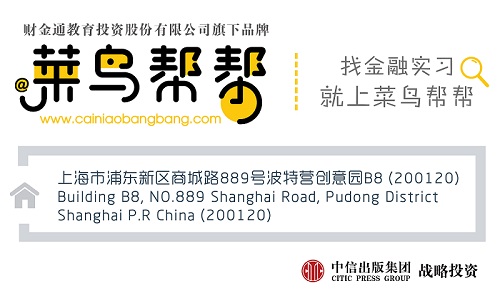 财金通教育投资股份有限公司旗下品牌
@菜鸟帮帮
www.cainiaobangbang.com
找金融实习
就上菜鸟帮帮
上海市浦东新区商城路889号波特营创意园B8 (200120)
Building B8, NO.889 Shanghai Road, Pudong District
Shanghai P.R China (200120)
中信出版集团 战略投资
CITIC PRESS GROUP